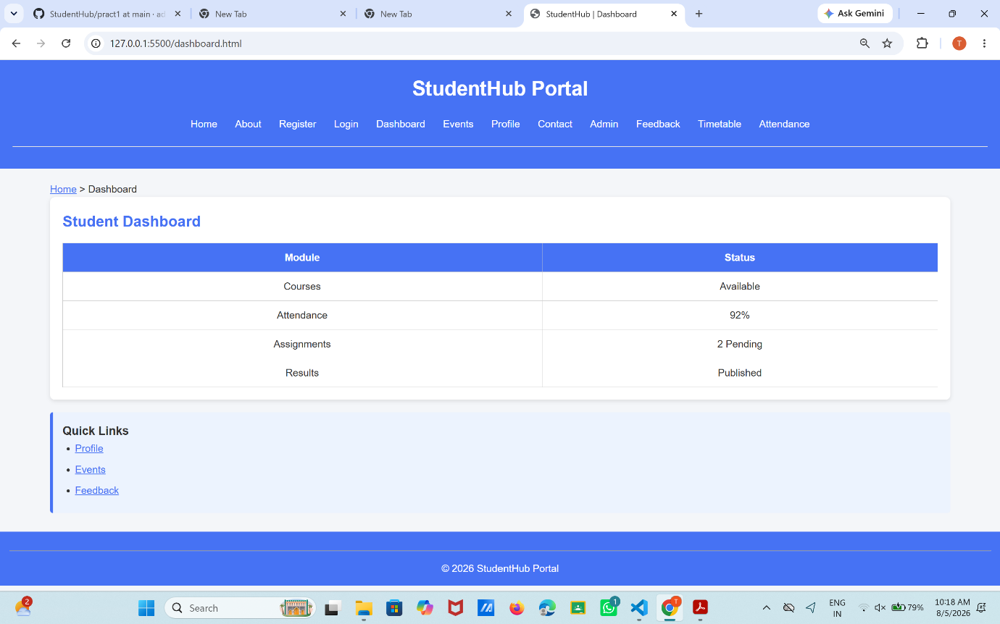 StudentHub/pract1 at main · ad
New Tab
New Tab
StudentHub | Dashboard
Ask Gemini
127.0.0.1:5500/dashboard.html
T
StudentHub Portal
Home About Register Login Dashboard Events Profile Contact Admin Feedback Timetable Attendance
Home > Dashboard
Student Dashboard
Module Status
Courses Available
Attendance 92%
Assignments 2 Pending
Results Published
Quick Links
• Profile
• Events
• Feedback
© 2026 StudentHub Portal
2
Search
1
T
ENG
IN
79%
10:18 AM
8/5/2026